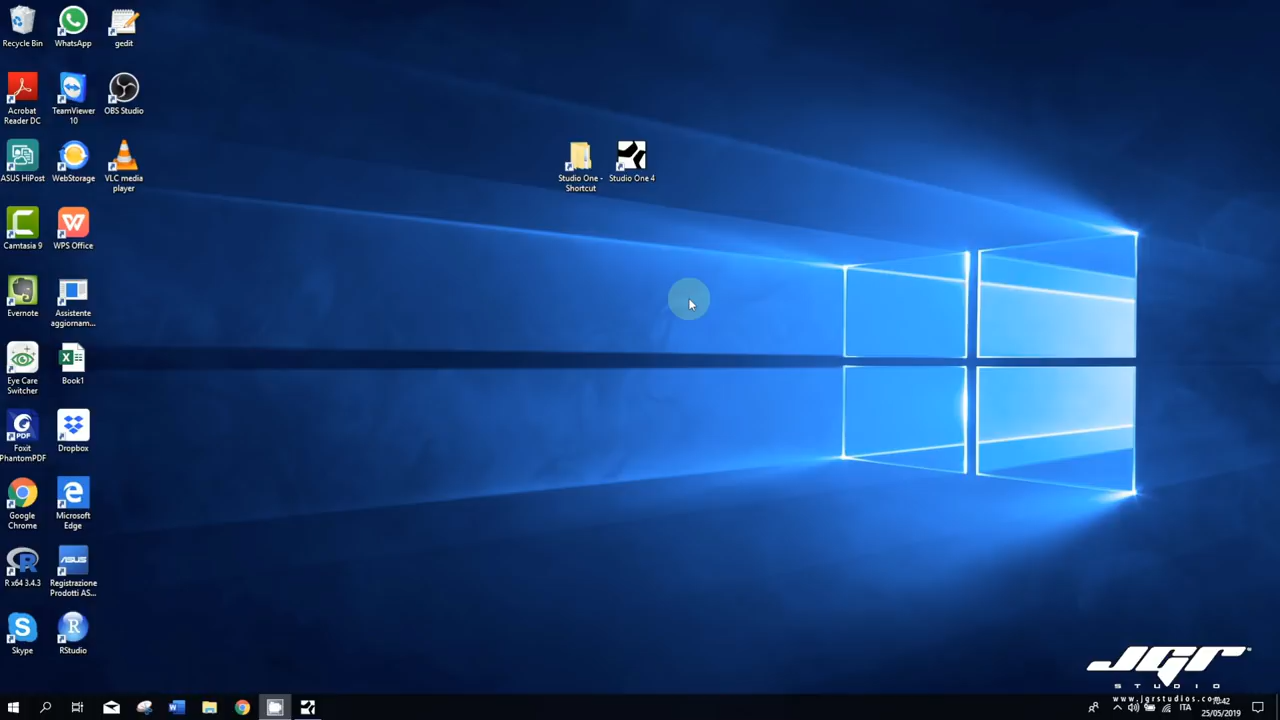 Recycle Bin
WhatsApp
gedit
Acrobat
Reader DC
TeamViewer
10
OBS Studio
ASUS HiPost
WebStorage
VLC media
player
Studio One -
Shortcut
Studio One 4
Camtasia 9
WPS Office
Evernote
Assistente
aggiornam...
Eye Care
Switcher
Book1
Foxit
PhantomPDF
Dropbox
Google
Chrome
Microsoft
Edge
R x64 3.4.3
Registrazione
Prodotti AS...
Skype
RStudio
JGR
STUDIO
www.jgrstudios.com
10:42
ITA
25/05/2019